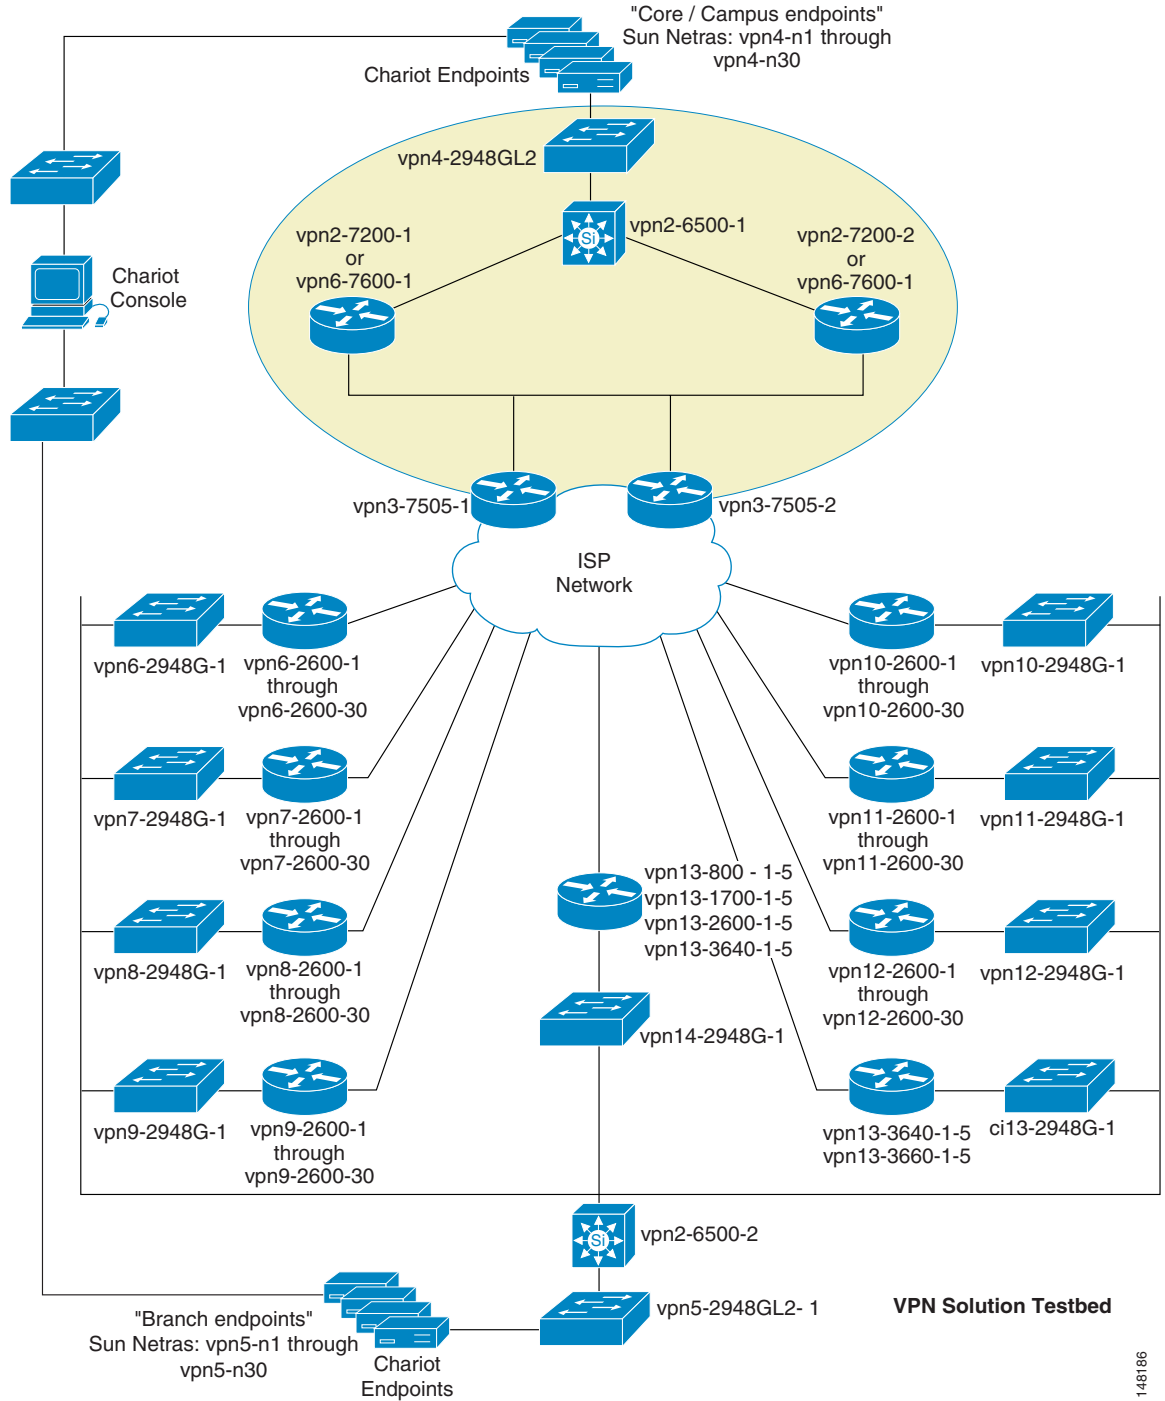 "Core / Campus endpoints"
Sun Netras: vpn4-n1 through
vpn4-n30
Chariot Endpoints
vpn4-2948GL2
vpn2-6500-1
Si
vpn2-7200-1
or
vpn6-7600-1
vpn2-7200-2
or
vpn6-7600-1
Chariot
Console
vpn3-7505-1
vpn3-7505-2
ISP
Network
vpn6-2948G-1
vpn6-2600-1
through
vpn6-2600-30
vpn10-2600-1
through
vpn10-2600-30
vpn10-2948G-1
vpn7-2948G-1
vpn7-2600-1
through
vpn7-2600-30
vpn11-2600-1
through
vpn11-2600-30
vpn11-2948G-1
vpn13-800 - 1-5
vpn13-1700-1-5
vpn13-2600-1-5
vpn13-3640-1-5
vpn8-2948G-1
vpn8-2600-1
through
vpn8-2600-30
vpn12-2600-1
through
vpn12-2600-30
vpn12-2948G-1
vpn14-2948G-1
vpn9-2948G-1
vpn9-2600-1
through
vpn9-2600-30
vpn13-3640-1-5
vpn13-3660-1-5
ci13-2948G-1
Si
vpn2-6500-2
vpn5-2948GL2- 1
"Branch endpoints"
Sun Netras: vpn5-n1 through
vpn5-n30
Chariot
Endpoints
VPN Solution Testbed
148186